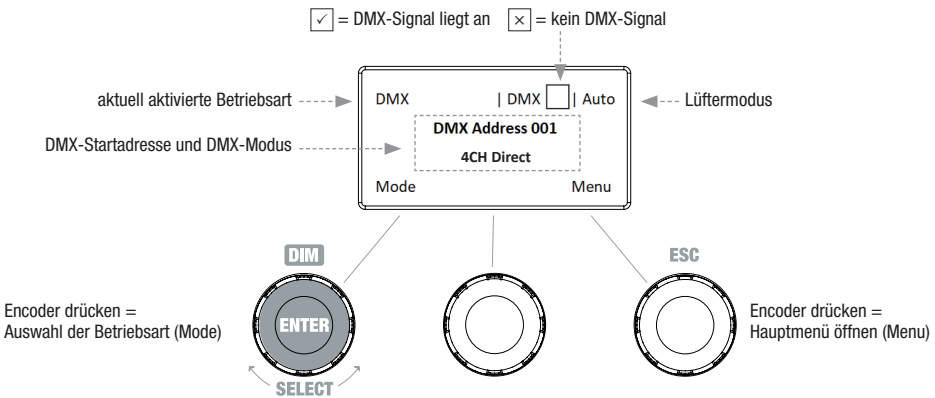 ✓ = DMX-Signal liegt an × = kein DMX-Signal
aktuell aktivierte Betriebsart
DMX | DMX | Auto
Lüftermodus
DMX-Startadresse und DMX-Modus
DMX Address 001
4CH Direct
Mode Menu
DIM
ESC
Encoder drücken =
Auswahl der Betriebsart (Mode)
ENTER
SELECT
Encoder drücken =
Hauptmenü öffnen (Menu)